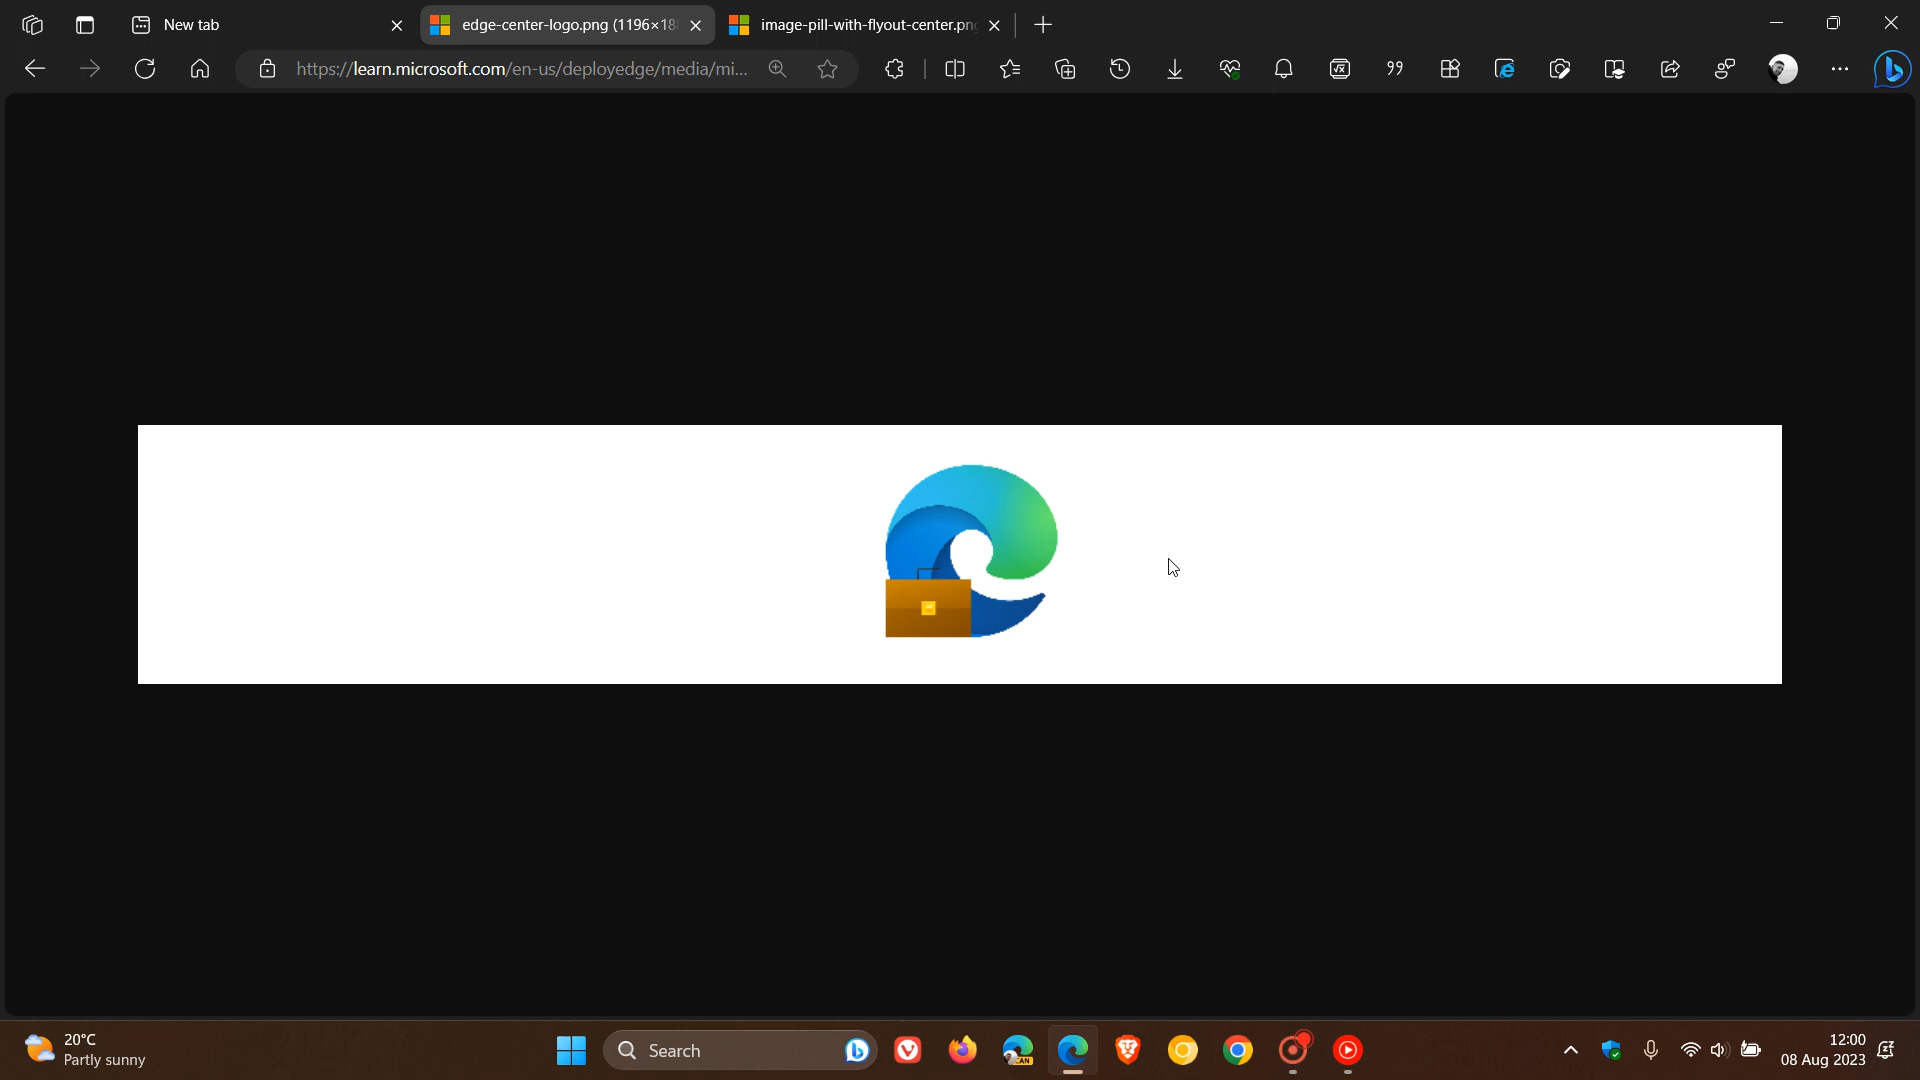 New tab
edge-center-logo.png (1196×18
image-pill-with-flyout-center.pn
https://learn.microsoft.com/en-us/deployedge/media/mi...
20°C
Partly sunny
Search
CAN
12:00
08 Aug 2023